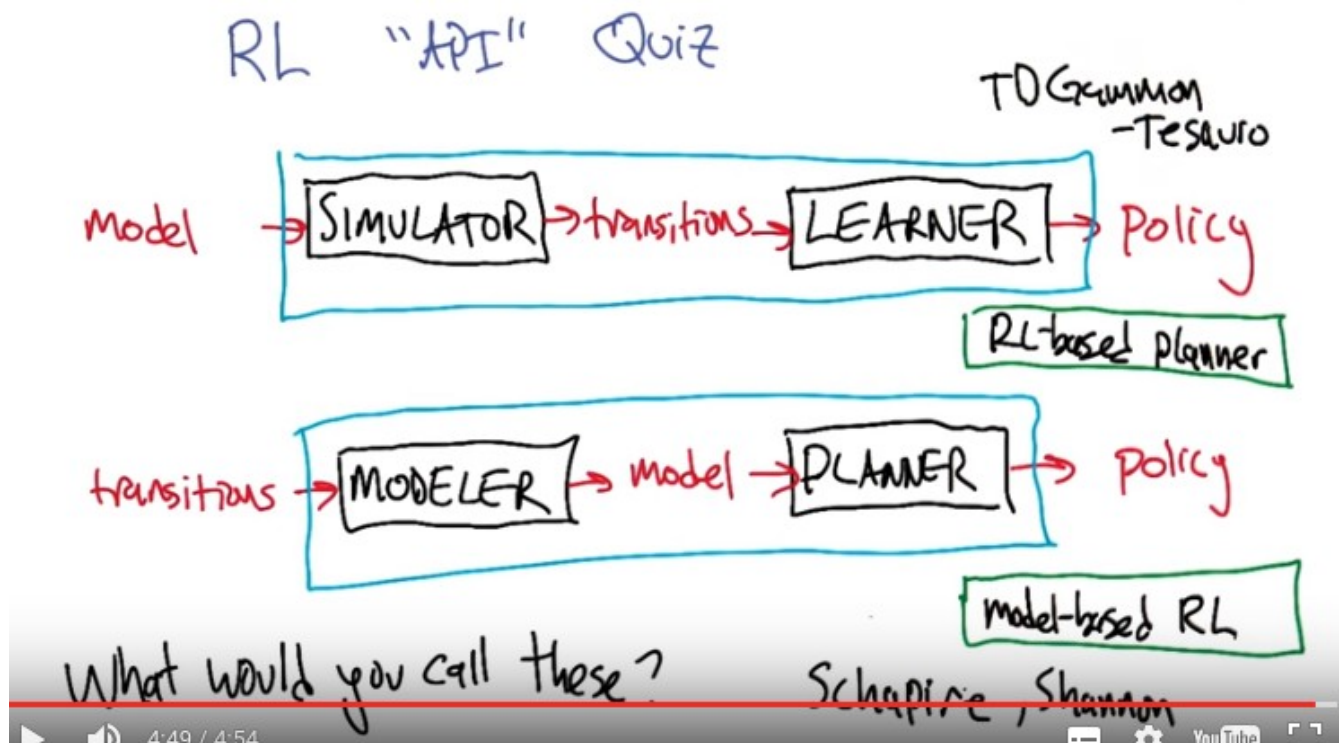 RL "API" Quiz
TDGammon
-Tesauro
model SIMULATOR transitions LEARNER policy
RL-based planner
transitions MODELER model PLANNER policy
model-based RL
What would you call these? Schapire, Shannon
4:49 / 4:54 YouTube